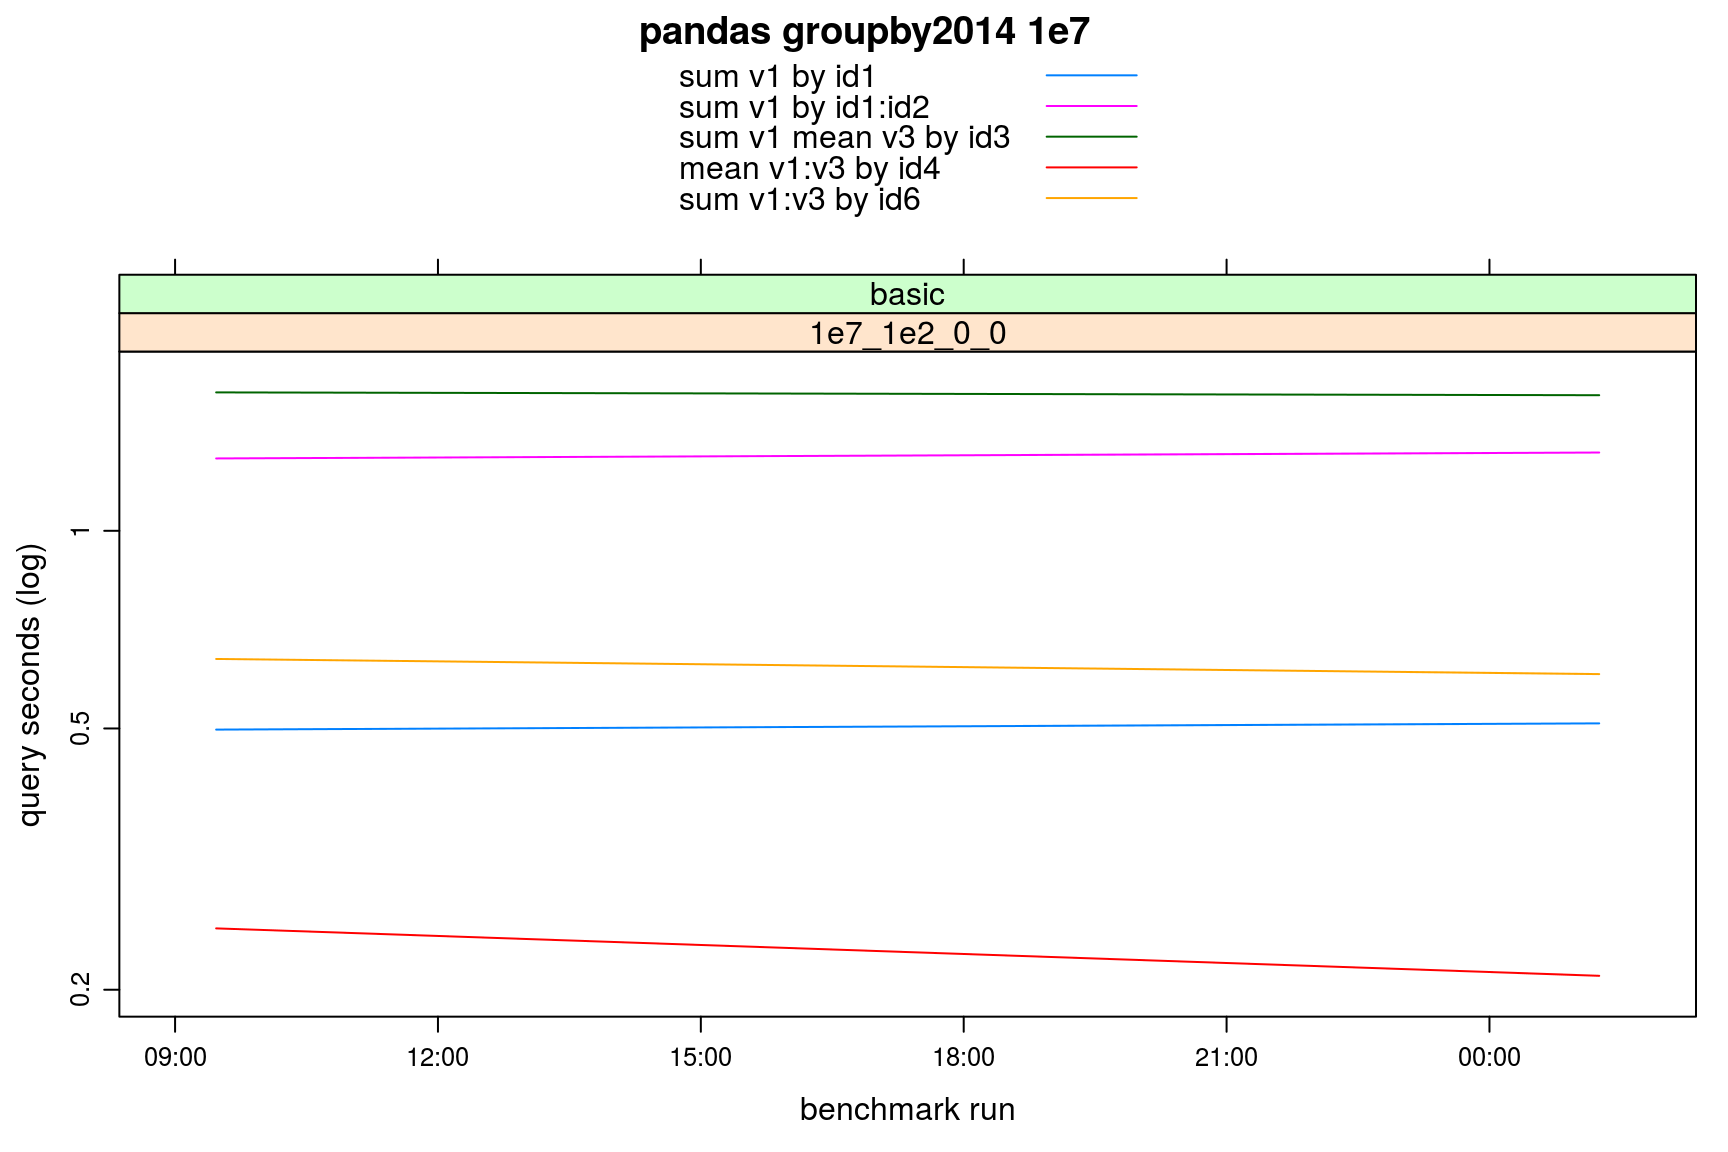 pandas groupby2014 1e7
sum v1 by id1
sum v1 by id1:id2
sum v1 mean v3 by id3
mean v1:v3 by id4
sum v1:v3 by id6
basic
1e7_1e2_0_0
query seconds (log)
1
0.5
0.2
09:00 12:00 15:00 18:00 21:00 00:00
benchmark run